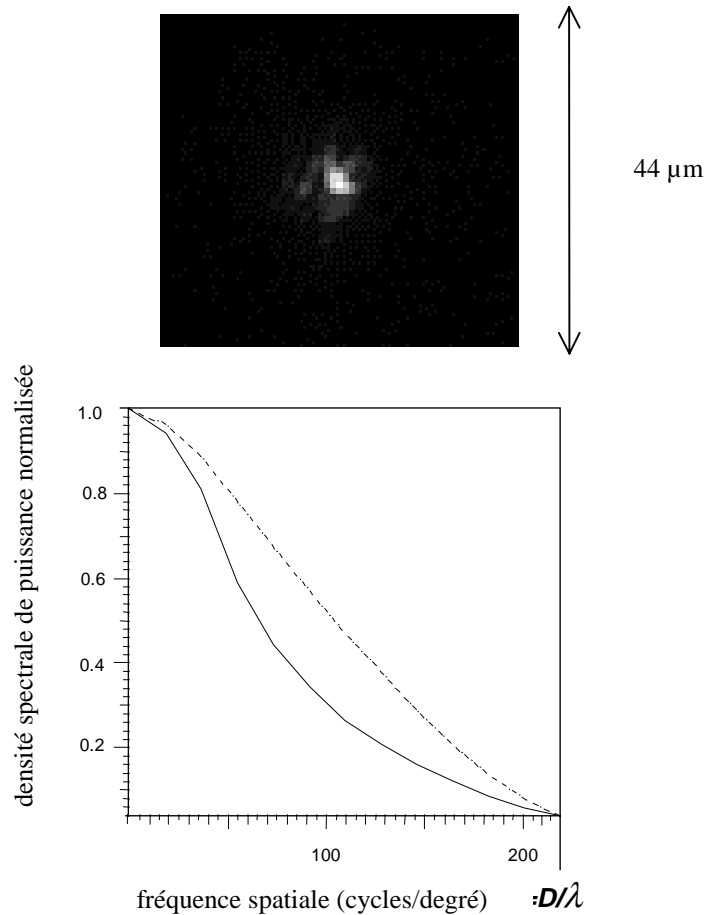 44 µm
densité spectrale de puissance normalisée
1.0
0.8
0.6
0.4
0.2
100
200
fréquence spatiale (cycles/degré)
:D/λ